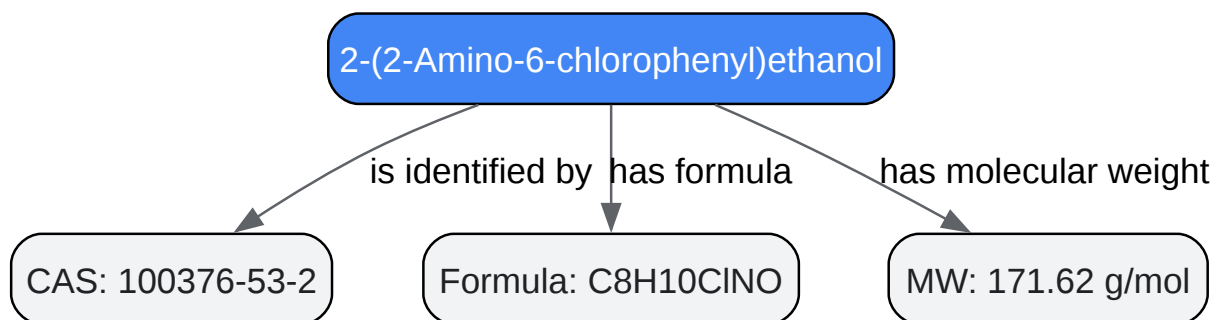 2-(2-Amino-6-chlorophenyl)ethanol
is identified by
has formula
has molecular weight
CAS: 100376-53-2
Formula: C8H10ClNO
MW: 171.62 g/mol